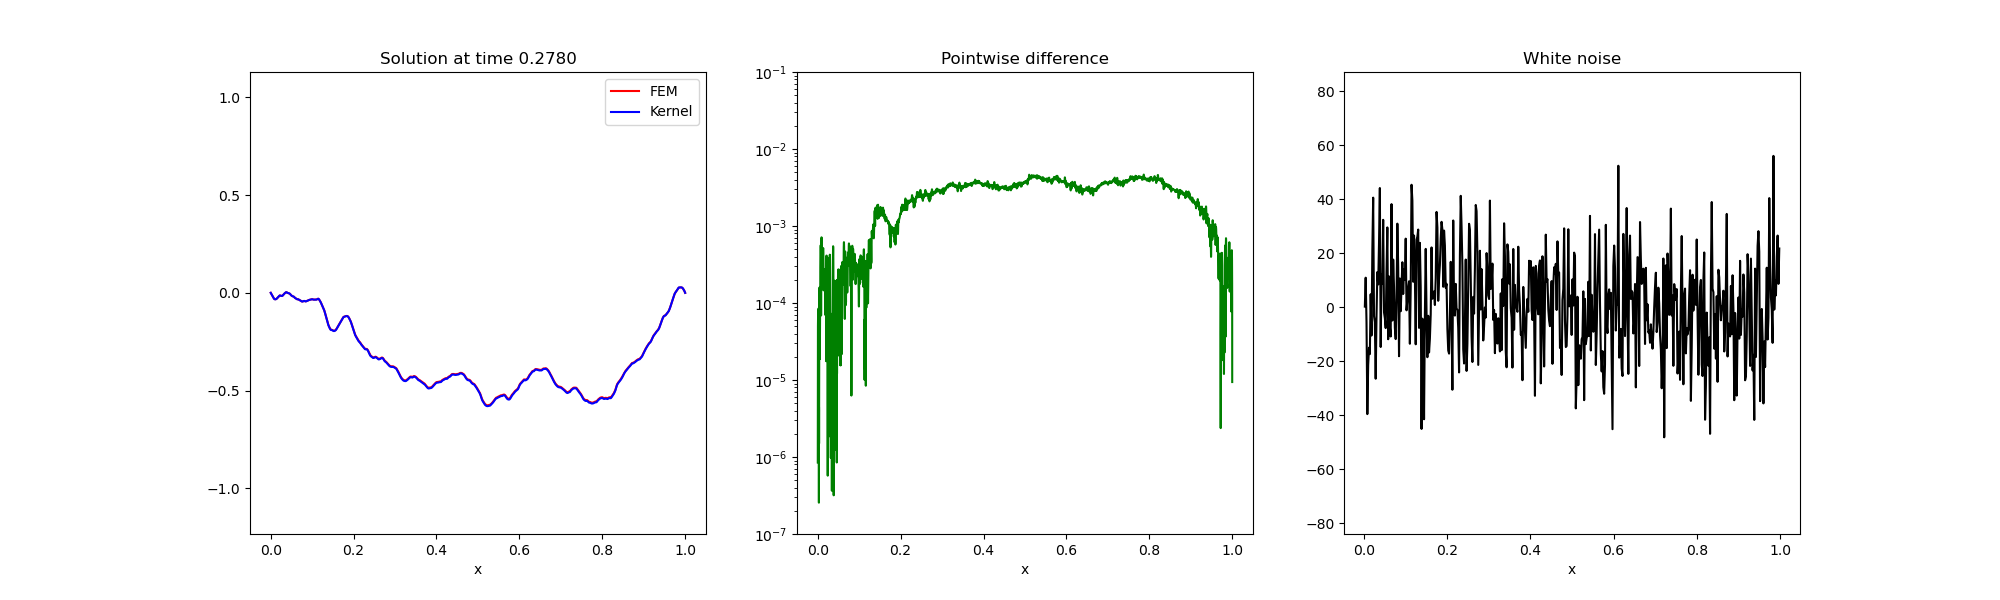 Solution at time 0.2780
FEM
Kernel
1.0
0.5
0.0
−0.5
−1.0
0.0 0.2 0.4 0.6 0.8 1.0
x
Pointwise difference
10⁻¹
10⁻²
10⁻³
10⁻⁴
10⁻⁵
10⁻⁶
10⁻⁷
0.0 0.2 0.4 0.6 0.8 1.0
x
White noise
80
60
40
20
0
−20
−40
−60
−80
0.0 0.2 0.4 0.6 0.8 1.0
x